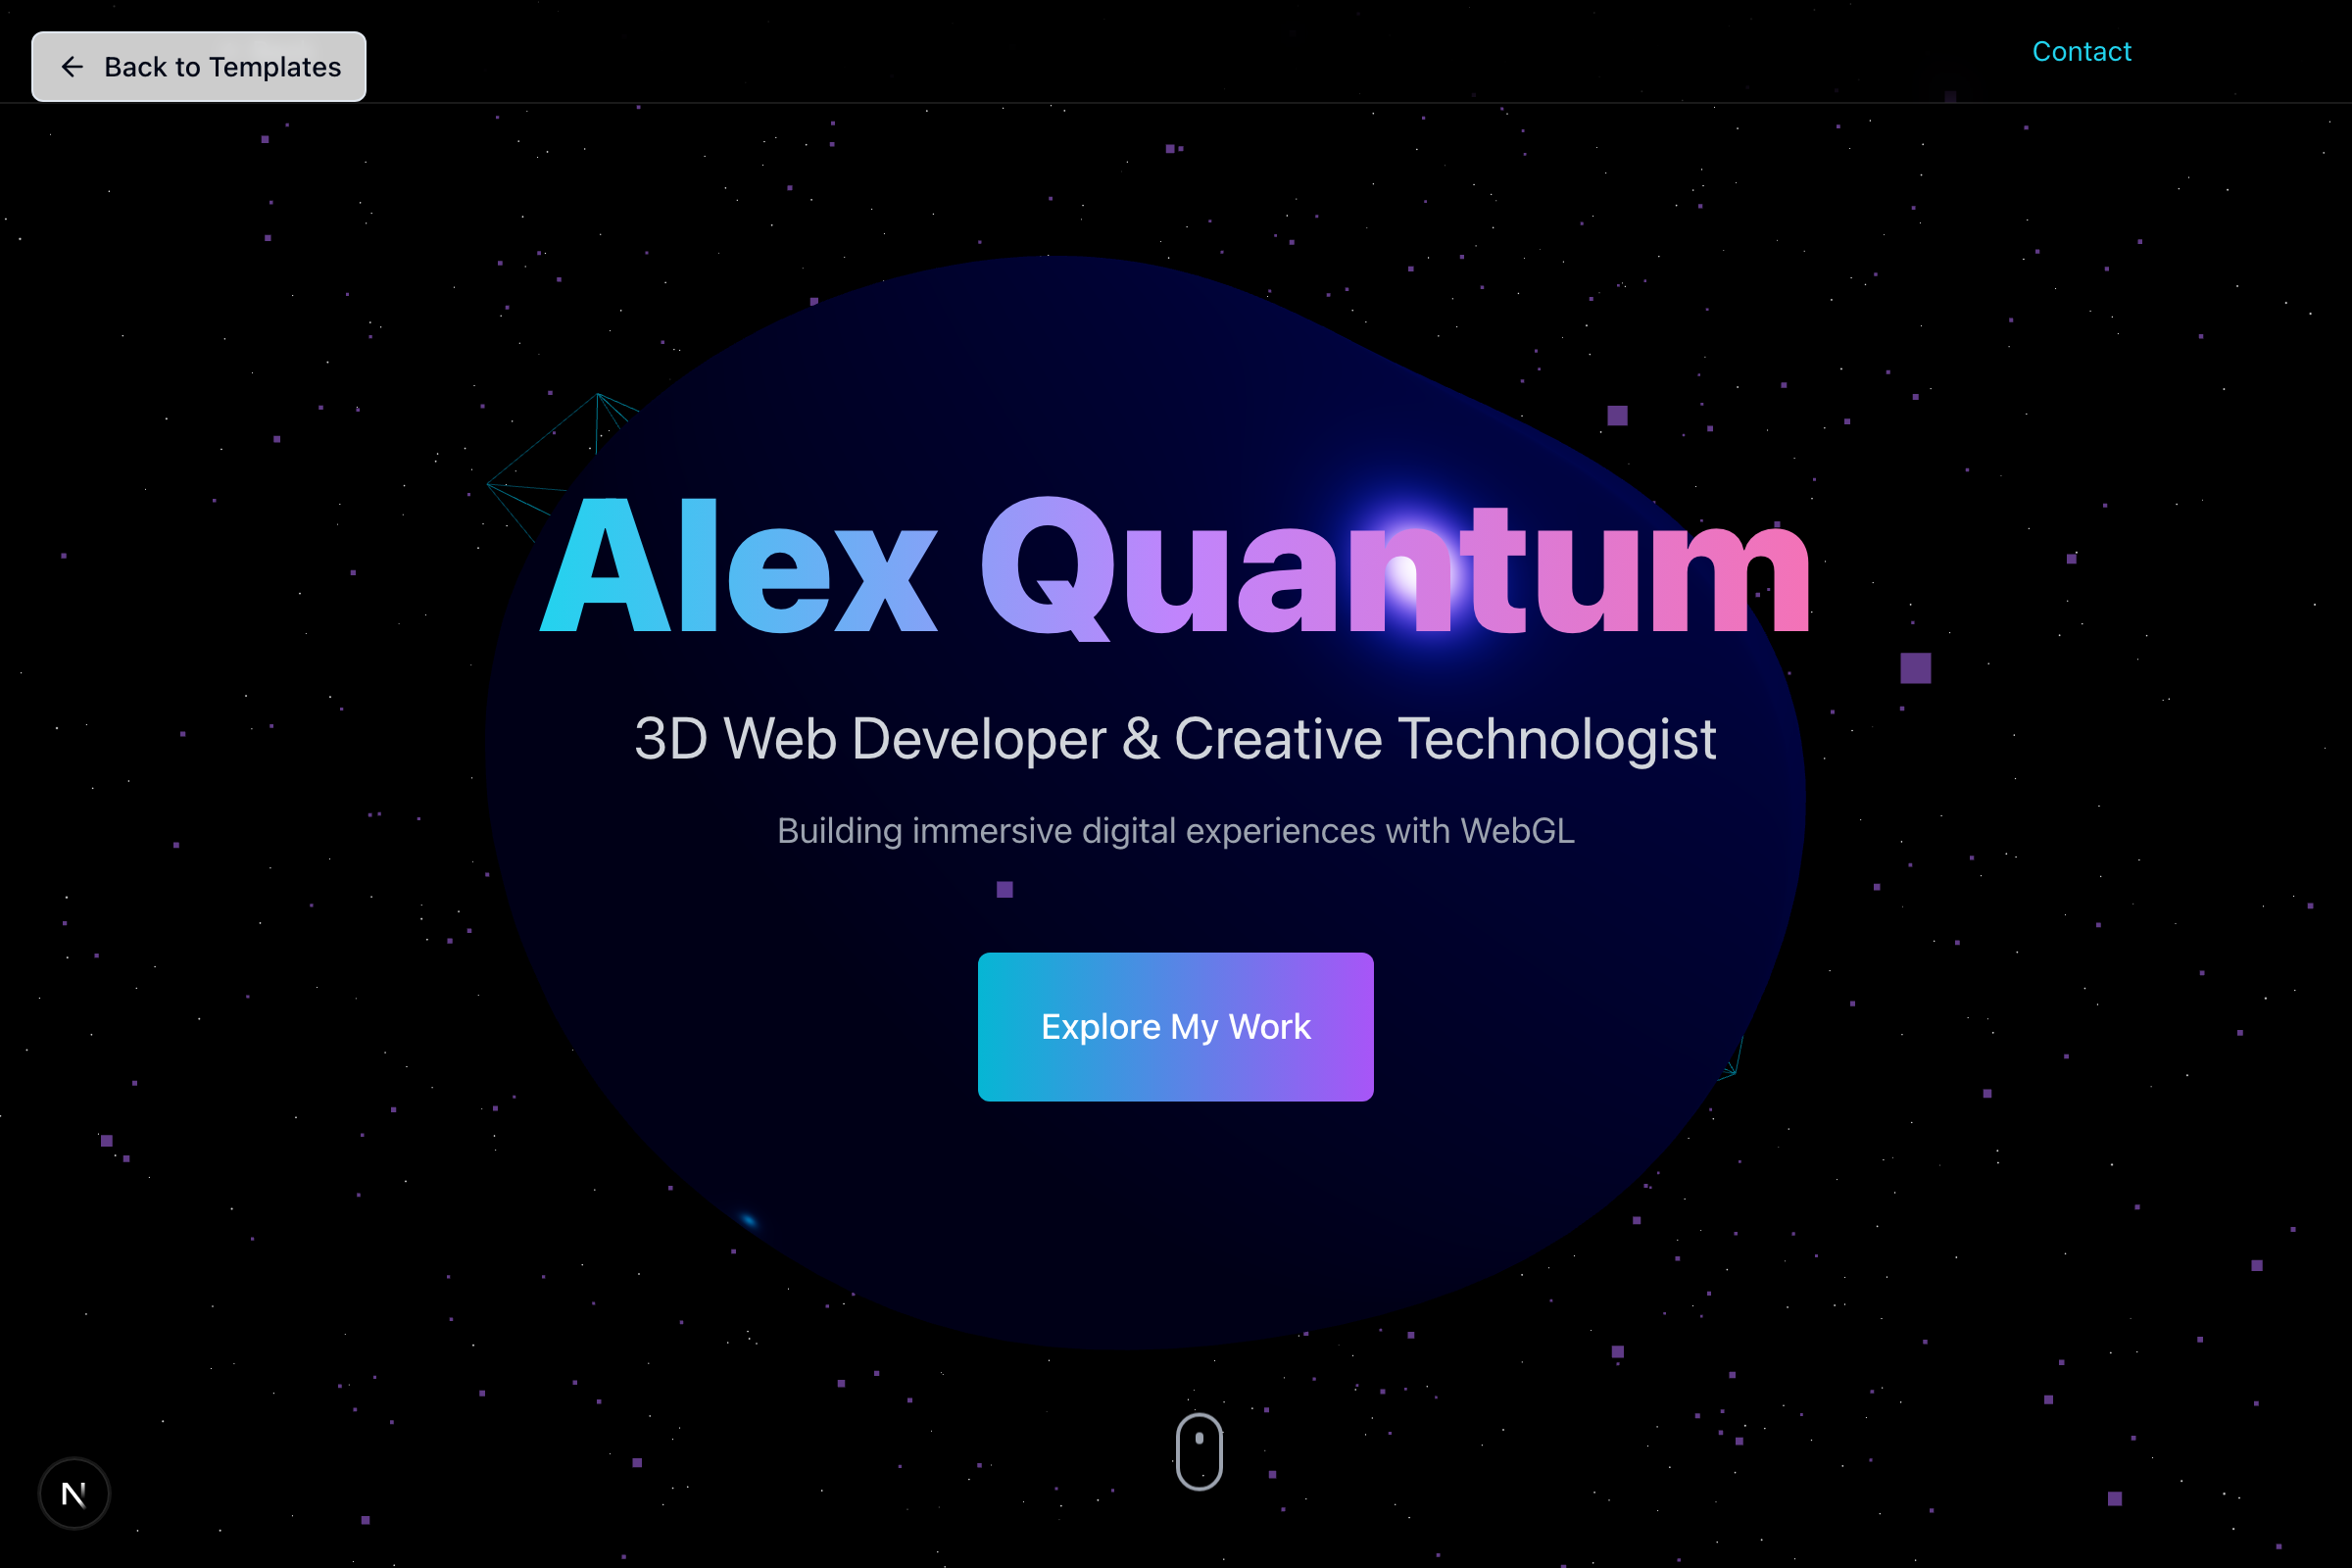 Back to Templates
Contact
Alex Quantum
3D Web Developer & Creative Technologist
Building immersive digital experiences with WebGL
Explore My Work
N